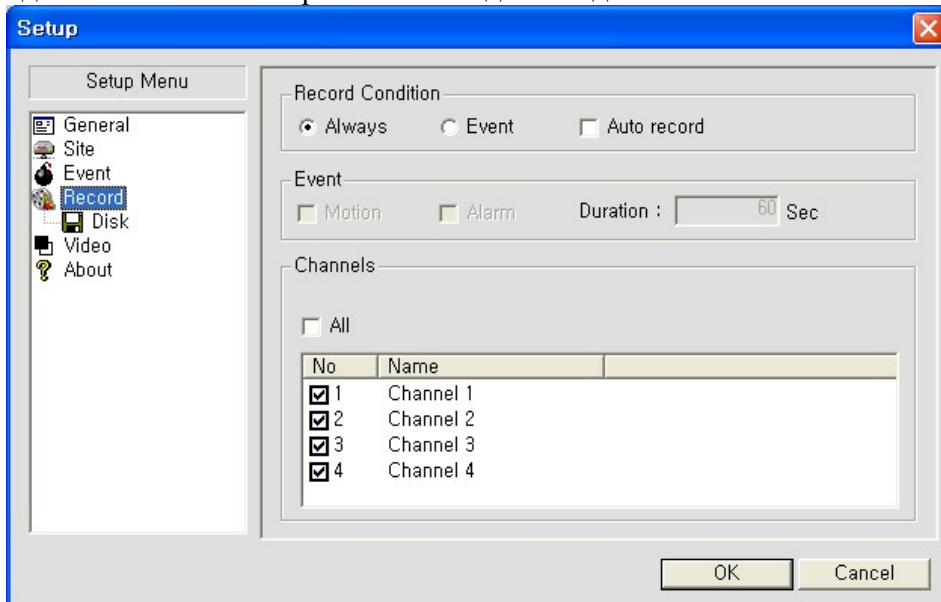 Setup
Setup Menu
General
Site
Event
Record
Disk
Video
About
Record Condition
Always Event Auto record
Event
Motion Alarm Duration : 60 Sec
Channels
All
No Name
1 Channel 1
2 Channel 2
3 Channel 3
4 Channel 4
OK Cancel